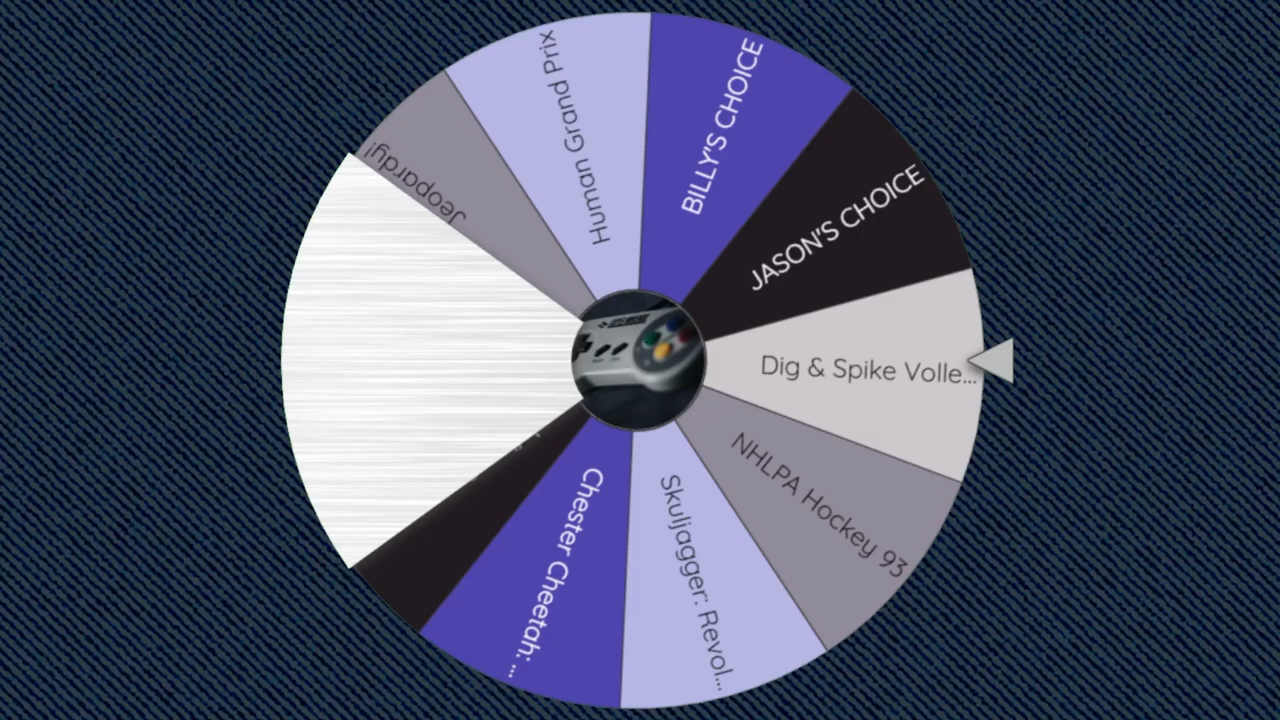 Jeopardy!
Human Grand Prix
BILLY'S CHOICE
JASON'S CHOICE
Dig & Spike Volle...
NHLPA Hockey 93
Skuljagger: Revol...
Chester Cheetah: ...